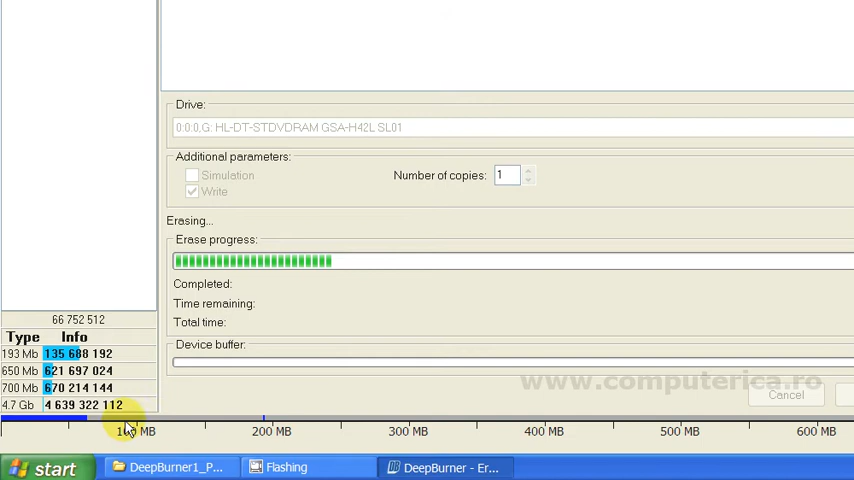 Drive:
0:0:0,G: HL-DT-STDVDRAM GSA-H42L SL01
Additional parameters:
Simulation
Number of copies: 1
Write
Erasing...
Erase progress:
Completed:
Time remaining:
Total time:
Device buffer:
66 752 512
Type Info
193 Mb 135 688 192
650 Mb 621 697 024
700 Mb 670 214 144
4.7 Gb 4 639 322 112
www.computerica.ro
Cancel
100 MB 200 MB 300 MB 400 MB 500 MB 600 MB
start DeepBurner1_P... Flashing DeepBurner - Er...